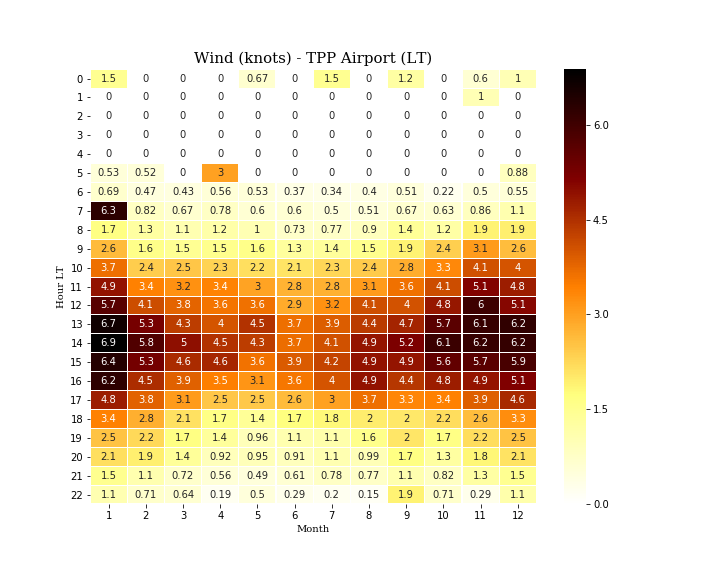 Wind (knots) - TPP Airport (LT)
0 1.5 0 0 0 0.67 0 1.5 0 1.2 0 0.6 1
1 0 0 0 0 0 0 0 0 0 0 1 0
2 0 0 0 0 0 0 0 0 0 0 0 0
3 0 0 0 0 0 0 0 0 0 0 0 0
4 0 0 0 0 0 0 0 0 0 0 0 0
5 0.53 0.52 0 3 0 0 0 0 0 0 0 0.88
6 0.69 0.47 0.43 0.56 0.53 0.37 0.34 0.4 0.51 0.22 0.5 0.55
7 6.3 0.82 0.67 0.78 0.6 0.6 0.5 0.51 0.67 0.63 0.86 1.1
8 1.7 1.3 1.1 1.2 1 0.73 0.77 0.9 1.4 1.2 1.9 1.9
9 2.6 1.6 1.5 1.5 1.6 1.3 1.4 1.5 1.9 2.4 3.1 2.6
10 3.7 2.4 2.5 2.3 2.2 2.1 2.3 2.4 2.8 3.3 4.1 4
11 4.9 3.4 3.2 3.4 3 2.8 2.8 3.1 3.6 4.1 5.1 4.8
12 5.7 4.1 3.8 3.6 3.6 2.9 3.2 4.1 4 4.8 6 5.1
13 6.7 5.3 4.3 4 4.5 3.7 3.9 4.4 4.7 5.7 6.1 6.2
14 6.9 5.8 5 4.5 4.3 3.7 4.1 4.9 5.2 6.1 6.2 6.2
15 6.4 5.3 4.6 4.6 3.6 3.9 4.2 4.9 4.9 5.6 5.7 5.9
16 6.2 4.5 3.9 3.5 3.1 3.6 4 4.9 4.4 4.8 4.9 5.1
17 4.8 3.8 3.1 2.5 2.5 2.6 3 3.7 3.3 3.4 3.9 4.6
18 3.4 2.8 2.1 1.7 1.4 1.7 1.8 2 2 2.2 2.6 3.3
19 2.5 2.2 1.7 1.4 0.96 1.1 1.1 1.6 2 1.7 2.2 2.5
20 2.1 1.9 1.4 0.92 0.95 0.91 1.1 0.99 1.7 1.3 1.8 2.1
21 1.5 1.1 0.72 0.56 0.49 0.61 0.78 0.77 1.1 0.82 1.3 1.5
22 1.1 0.71 0.64 0.19 0.5 0.29 0.2 0.15 1.9 0.71 0.29 1.1
1 2 3 4 5 6 7 8 9 10 11 12
Month
Hour LT
6.0
4.5
3.0
1.5
0.0